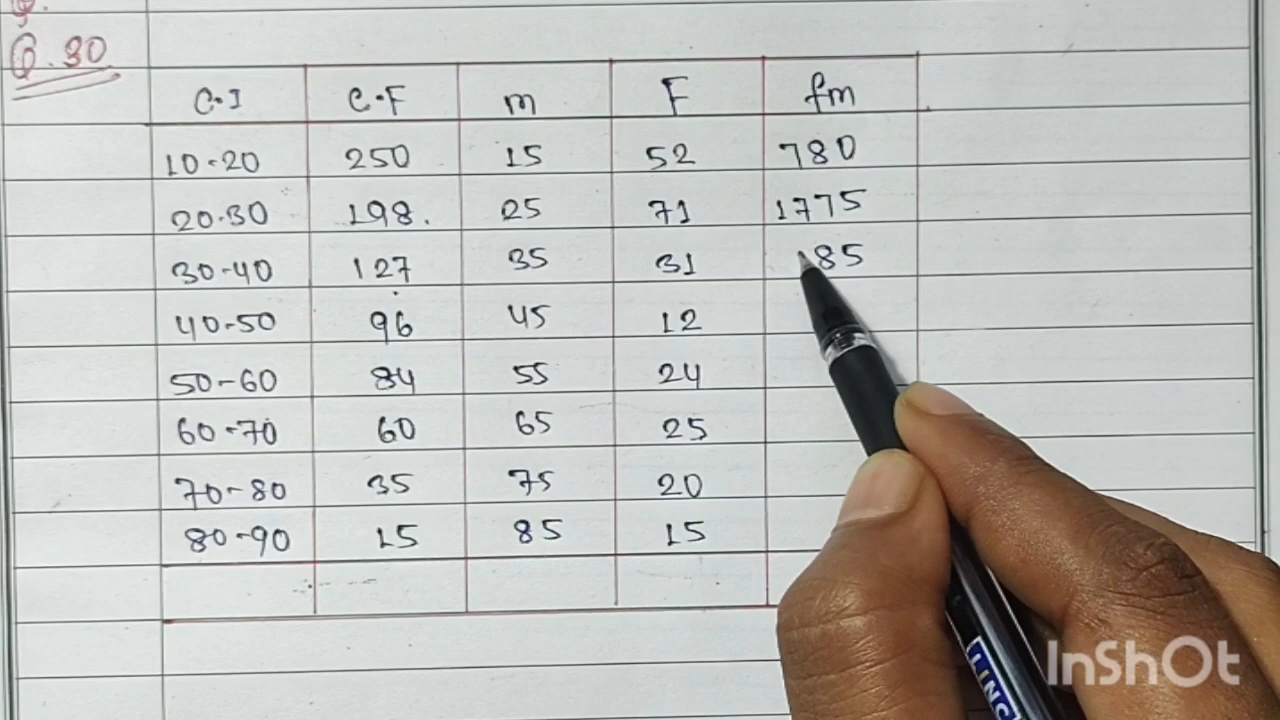 Q.30
C.I C.F m F fm
10-20 250 15 52 780
20-30 198. 25 71 1775
30-40 127 35 31 85
40-50 96 45 12
50-60 84 55 24
60-70 60 65 25
70-80 35 75 20
80-90 15 85 15
LINC
InShOt